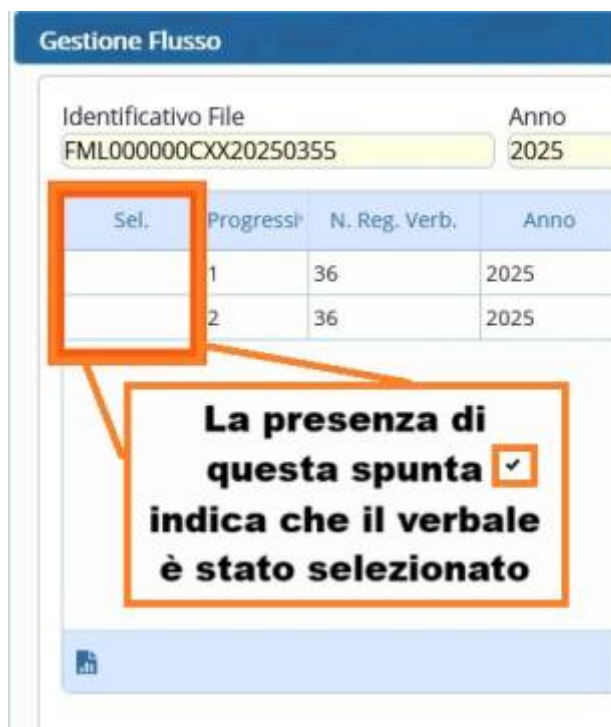 Gestione Flusso
Identificativo File Anno
FML000000CXX20250355 2025
Sel. Progressi N. Reg. Verb. Anno
1 36 2025
2 36 2025
La presenza di
questa spunta
indica che il verbale
è stato selezionato